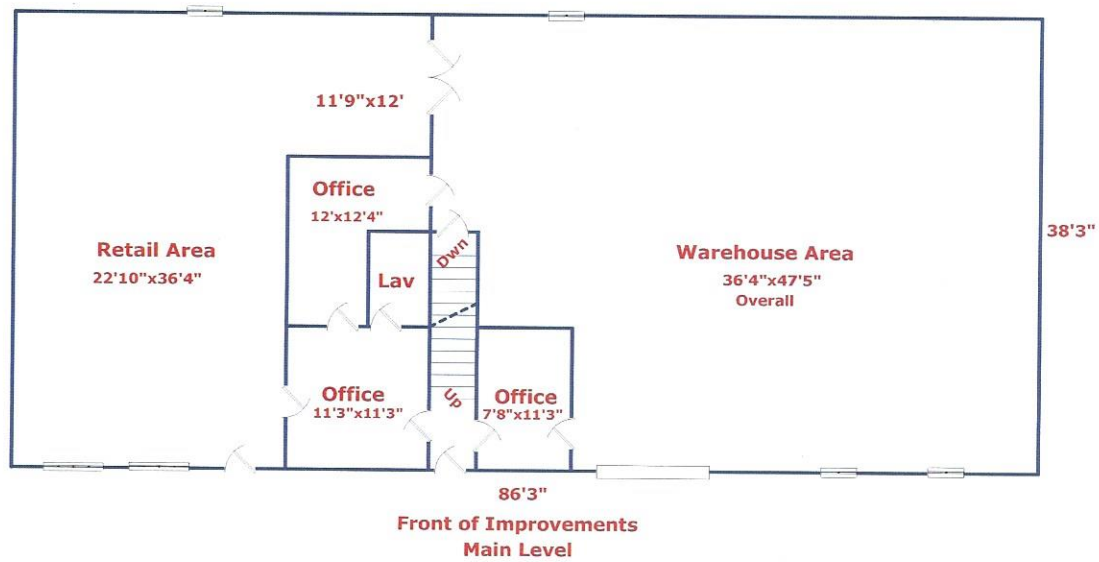 11'9"x12'
Office
12'x12'4"
Retail Area
22'10"x36'4"
Lav
Dwn
Warehouse Area
36'4"x47'5"
Overall
38'3"
Office
11'3"x11'3"
Up
Office
7'8"x11'3"
86'3"
Front of Improvements
Main Level